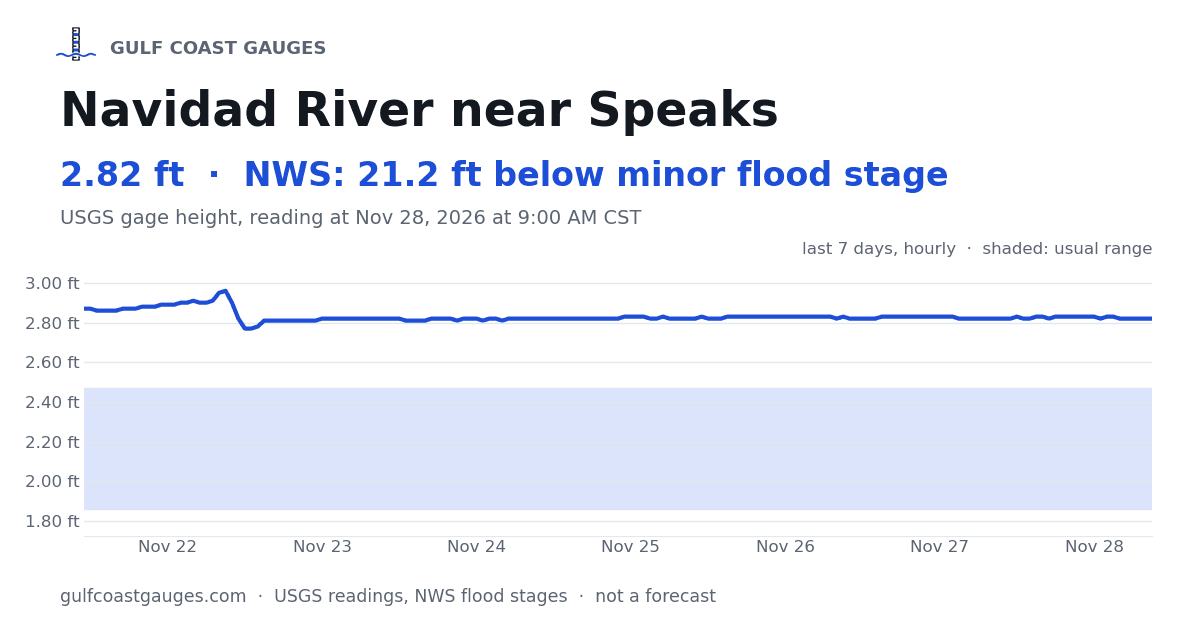 GULF COAST GAUGES
Navidad River near Speaks
2.82 ft · NWS: 21.2 ft below minor flood stage
USGS gage height, reading at Nov 28, 2026 at 9:00 AM CST
last 7 days, hourly · shaded: usual range
3.00 ft
2.80 ft
2.60 ft
2.40 ft
2.20 ft
2.00 ft
1.80 ft
Nov 22 Nov 23 Nov 24 Nov 25 Nov 26 Nov 27 Nov 28
gulfcoastgauges.com · USGS readings, NWS flood stages · not a forecast